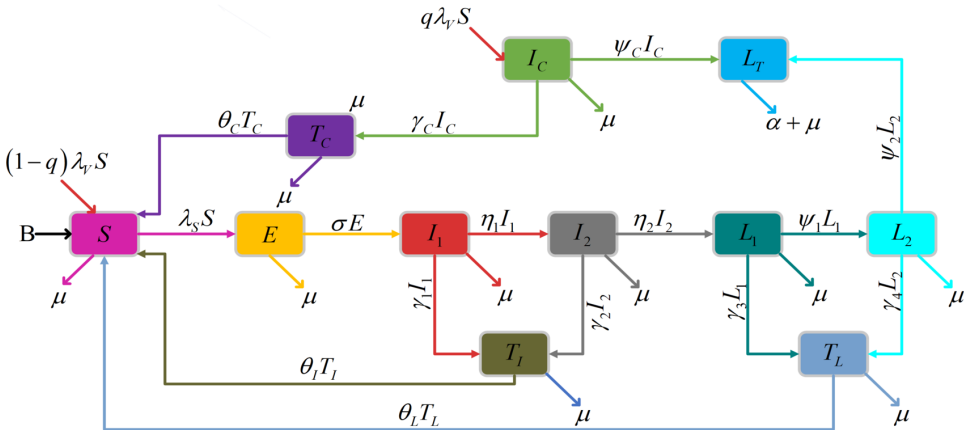 qλ_V S
I_C
ψ_C I_C
L_T
μ
α + μ
μ
θ_C T_C
T_C
γ_C I_C
μ
ψ_2 L_2
(1−q)λ_V S
B
S
λ_S S
E
σE
I_1
η_1 I_1
I_2
η_2 I_2
L_1
ψ_1 L_1
L_2
μ
μ
μ
μ
μ
μ
γ_1 I_1
γ_2 I_2
γ_3 L_1
γ_4 L_2
T_I
T_L
θ_I T_I
μ
μ
θ_L T_L